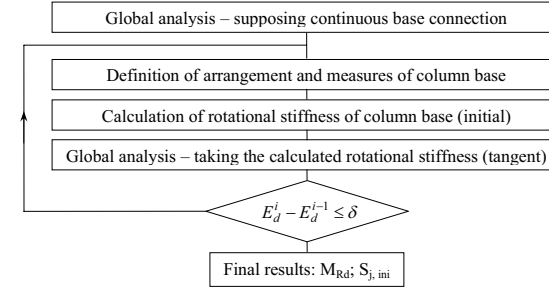 Global analysis – supposing continuous base connection
Definition of arrangement and measures of column base
Calculation of rotational stiffness of column base (initial)
Global analysis – taking the calculated rotational stiffness (tangent)
E_d^i − E_d^{i−1} ≤ δ
Final results: M_Rd; S_j, ini